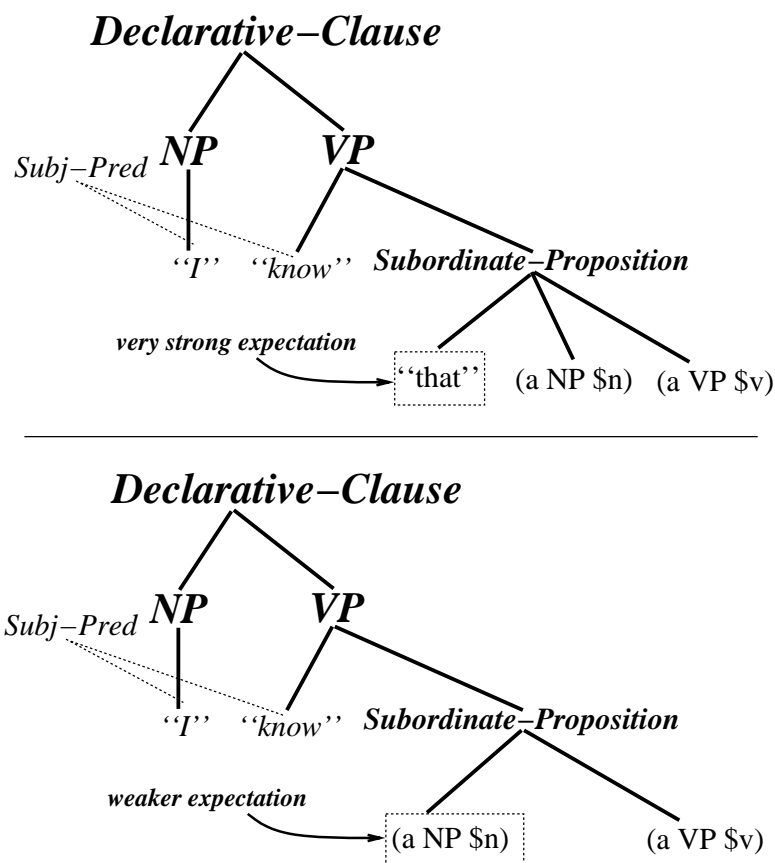 Declarative–Clause
Subj–Pred NP VP
‘‘I’’ ‘‘know’’ Subordinate–Proposition
very strong expectation
‘‘that’’ (a NP $n) (a VP $v)
Declarative–Clause
Subj–Pred NP VP
‘‘I’’ ‘‘know’’ Subordinate–Proposition
weaker expectation
(a NP $n) (a VP $v)